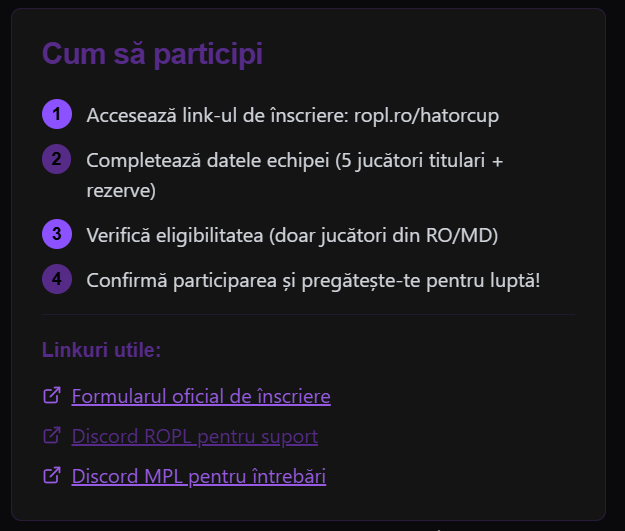 Cum să participi
1 Accesează link-ul de înscriere: ropl.ro/hatorcup
2 Completează datele echipei (5 jucători titulari +
rezerve)
3 Verifică eligibilitatea (doar jucători din RO/MD)
4 Confirmă participarea și pregătește-te pentru luptă!
Linkuri utile:
Formularul oficial de înscriere
Discord ROPL pentru suport
Discord MPL pentru întrebări